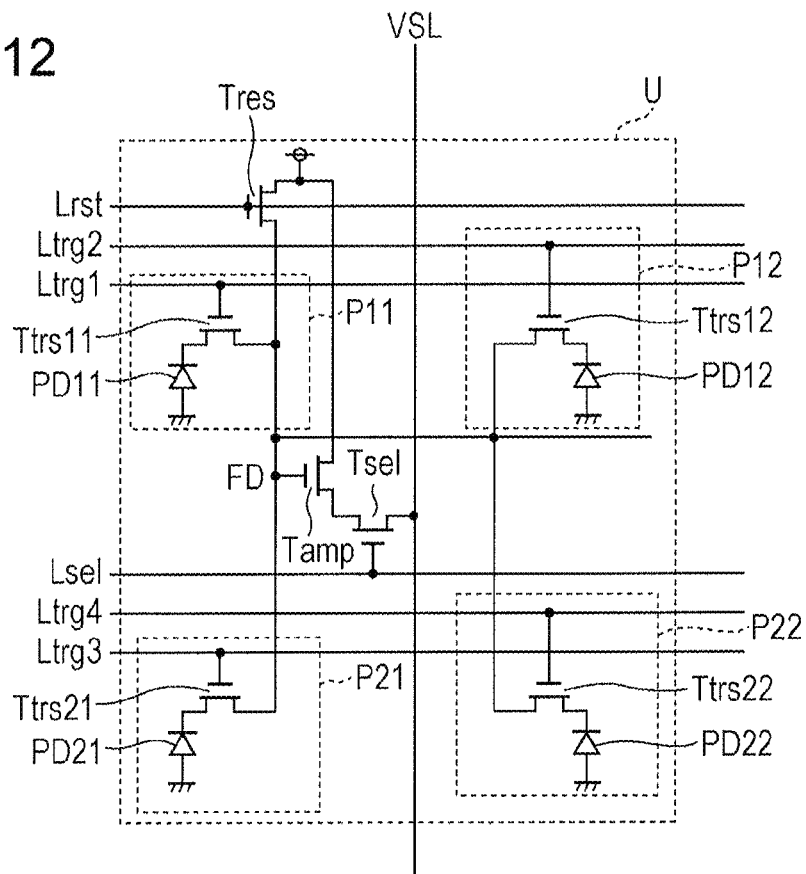 VSL
12
Tres
U
Lrst
Ltrg2
Ltrg1
P12
P11
Ttrs11
Ttrs12
PD11
PD12
FD
Tsel
Tamp
Lsel
Ltrg4
Ltrg3
P22
P21
Ttrs21
Ttrs22
PD21
PD22